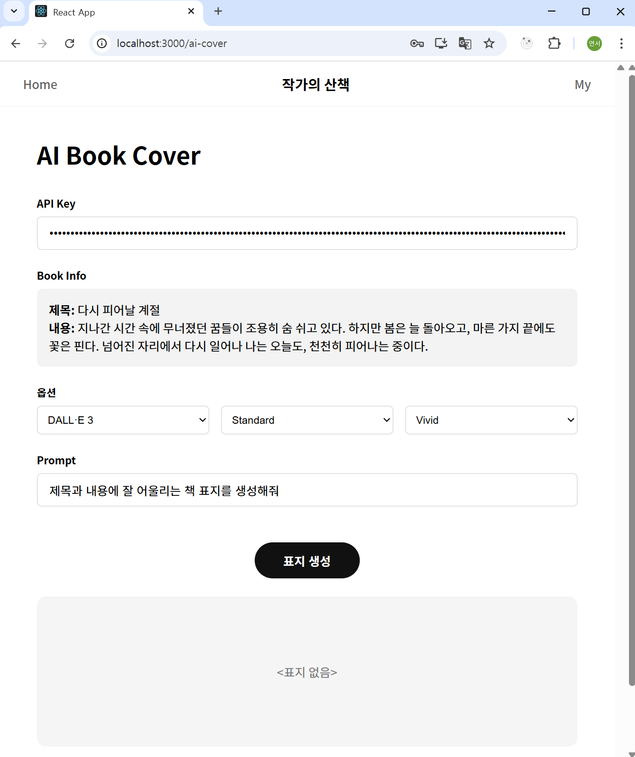 React App
localhost:3000/ai-cover
연서
Home
작가의 산책
My
AI Book Cover
API Key
••••••••••••••••••••••••••••••••••••••••••••••••••••••••••••••••••••••••••••••••••••••••••••••••••••••••••••••••••••••••••••••••
Book Info
제목: 다시 피어날 계절
내용: 지나간 시간 속에 무너졌던 꿈들이 조용히 숨 쉬고 있다. 하지만 봄은 늘 돌아오고, 마른 가지 끝에도
꽃은 핀다. 넘어진 자리에서 다시 일어나 나는 오늘도, 천천히 피어나는 중이다.
옵션
DALL·E 3
Standard
Vivid
Prompt
제목과 내용에 잘 어울리는 책 표지를 생성해줘
표지 생성
<표지 없음>